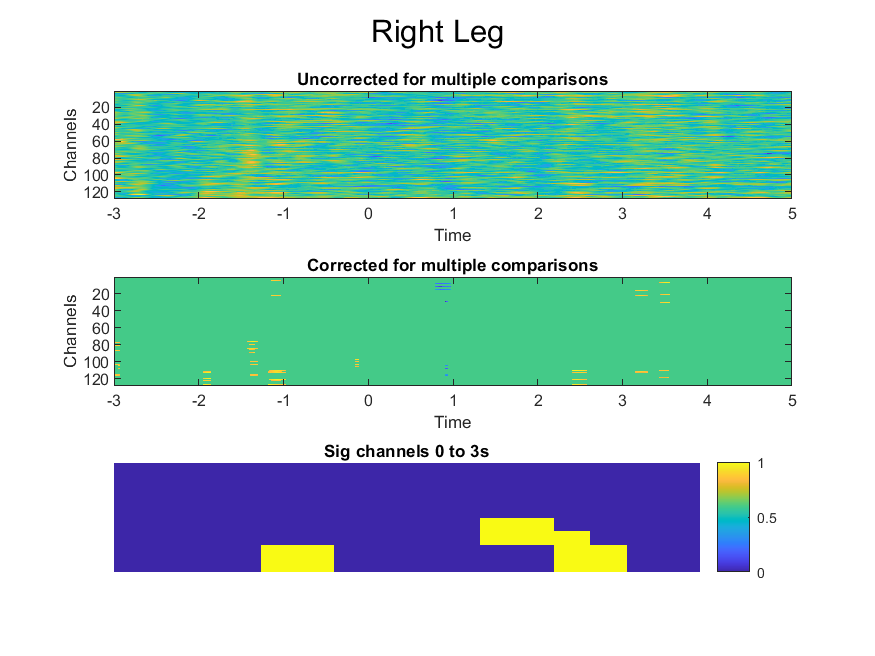 Right Leg
Uncorrected for multiple comparisons
Channels
20
40
60
80
100
120
-3 -2 -1 0 1 2 3 4 5
Time
Corrected for multiple comparisons
Channels
20
40
60
80
100
120
-3 -2 -1 0 1 2 3 4 5
Time
Sig channels 0 to 3s
1
0.5
0